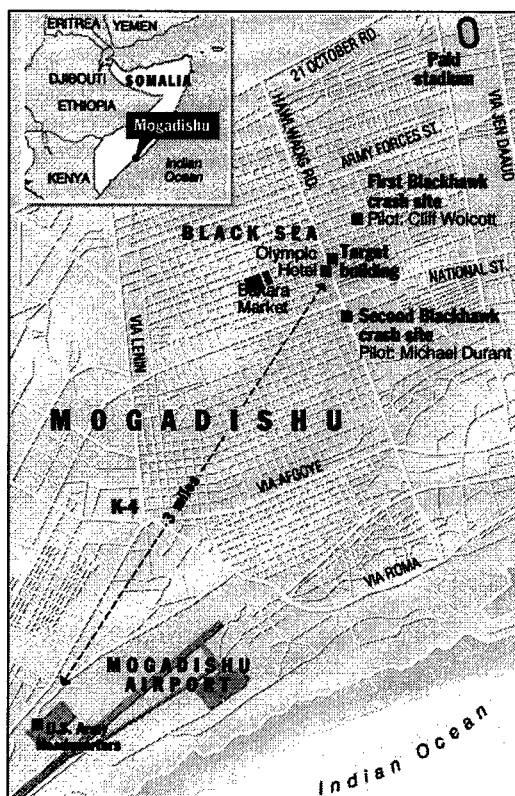 ERITREA
YEMEN
DJIBOUTI
SOMALIA
ETHIOPIA
Mogadishu
KENYA
Indian
Ocean
21 OCTOBER RD.
Paki
stadium
HAWL WADIG RD.
VIA JEN DAAUD
ARMY FORCES ST.
First Blackhawk
crash site
Pilot: Cliff Wolcott
BLACK SEA
Olympic
Hotel
Target
building
NATIONAL ST.
Bakara
Market
Second Blackhawk
crash site
Pilot: Michael Durant
VIA LENIN
MOGADISHU
VIA AFGOYE
3 miles
K-4
VIA ROMA
MOGADISHU
AIRPORT
U.S. Army
Headquarters
Indian Ocean